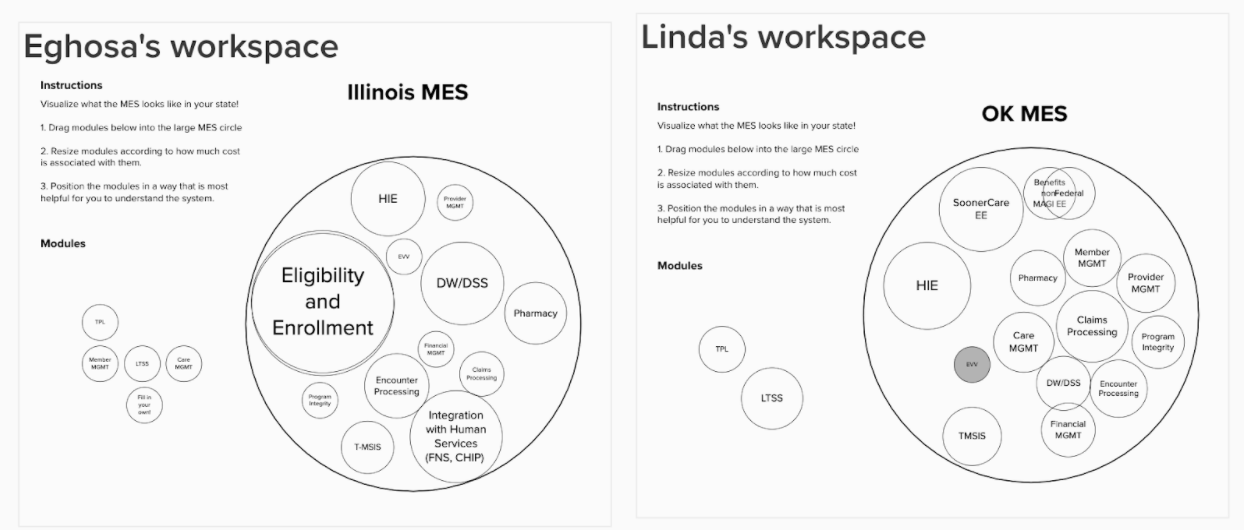 Eghosa's workspace
Instructions
Visualize what the MES looks like in your state!
1. Drag modules below into the large MES circle
2. Resize modules according to how much cost
is associated with them.
3. Position the modules in a way that is most
helpful for you to understand the system.
Modules
TPL
Member
MGMT
LTSS
Care
MGMT
Fill in
your
own!
Illinois MES
HIE
Provider
MGMT
EVV
Eligibility
and
Enrollment
DW/DSS
Pharmacy
Financial
MGMT
Claims
Processing
Encounter
Processing
Program
Integrity
Integration
with Human
Services
(FNS, CHIP)
T-MSIS
Linda's workspace
Instructions
Visualize what the MES looks like in your state!
1. Drag modules below into the large MES circle
2. Resize modules according to how much cost
is associated with them.
3. Position the modules in a way that is most
helpful for you to understand the system.
Modules
TPL
LTSS
OK MES
SoonerCare
EE
Benefits
non
MAGI EE
Federal
HIE
Member
MGMT
Pharmacy
Provider
MGMT
Claims
Processing
Care
MGMT
Program
Integrity
EVV
DW/DSS
Encounter
Processing
TMSIS
Financial
MGMT